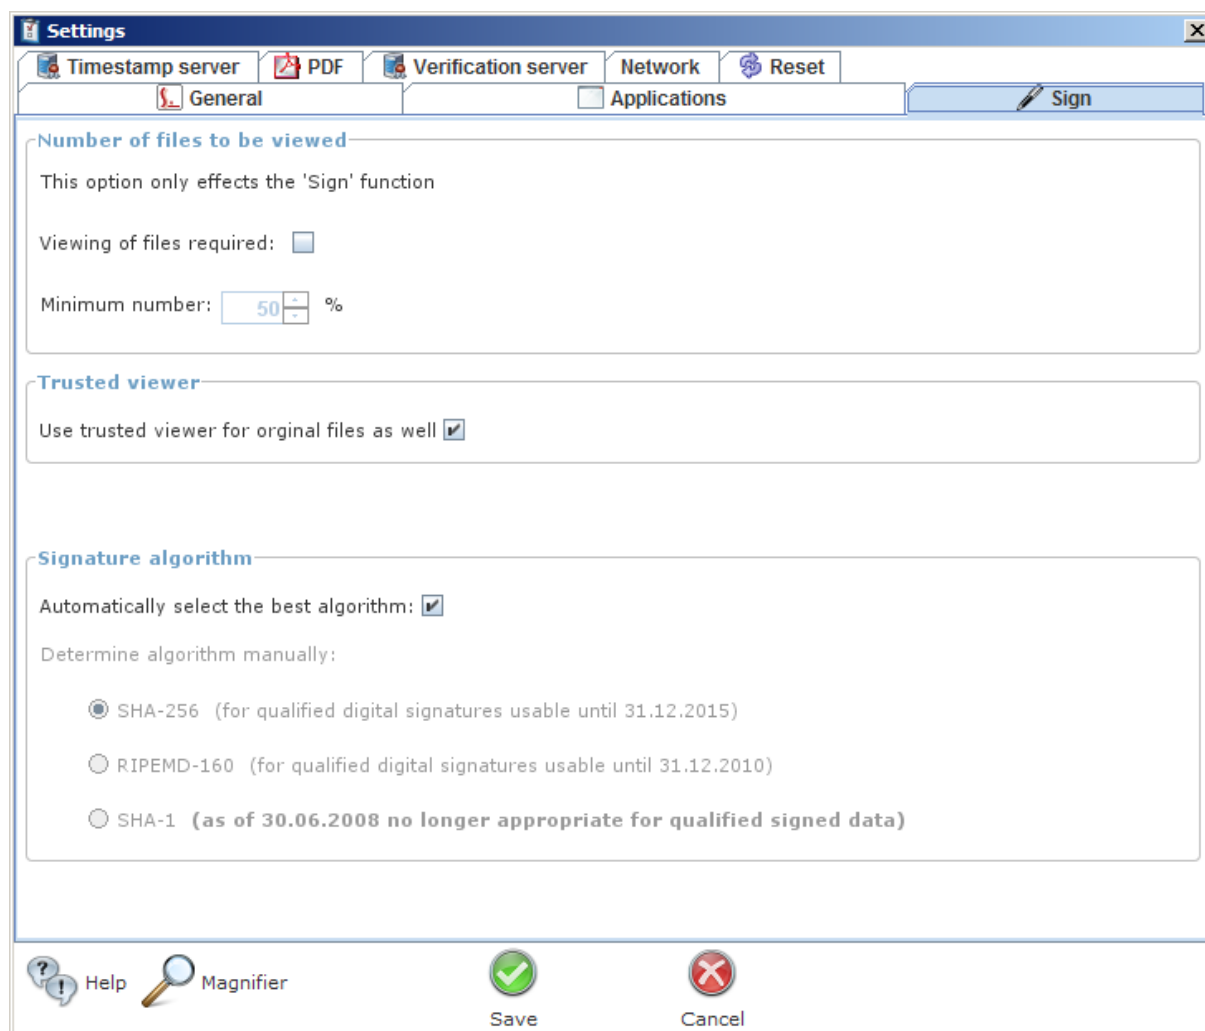 Settings
Timestamp server PDF Verification server Network Reset
General Applications Sign
Number of files to be viewed
This option only effects the 'Sign' function
Viewing of files required:
Minimum number: 50 %
Trusted viewer
Use trusted viewer for orginal files as well
Signature algorithm
Automatically select the best algorithm:
Determine algorithm manually:
SHA-256 (for qualified digital signatures usable until 31.12.2015)
RIPEMD-160 (for qualified digital signatures usable until 31.12.2010)
SHA-1 (as of 30.06.2008 no longer appropriate for qualified signed data)
Help Magnifier
Save Cancel